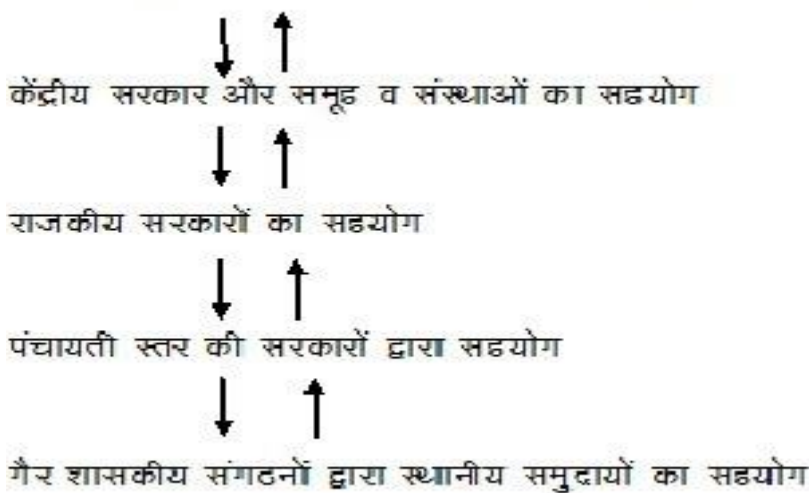 केंद्रीय सरकार और समूह व संस्थाओं का सहयोग
राजकीय सरकारों का सहयोग
पंचायती स्तर की सरकारों द्वारा सहयोग
गैर शासकीय संगठनों द्वारा स्थानीय समुदायों का सहयोग